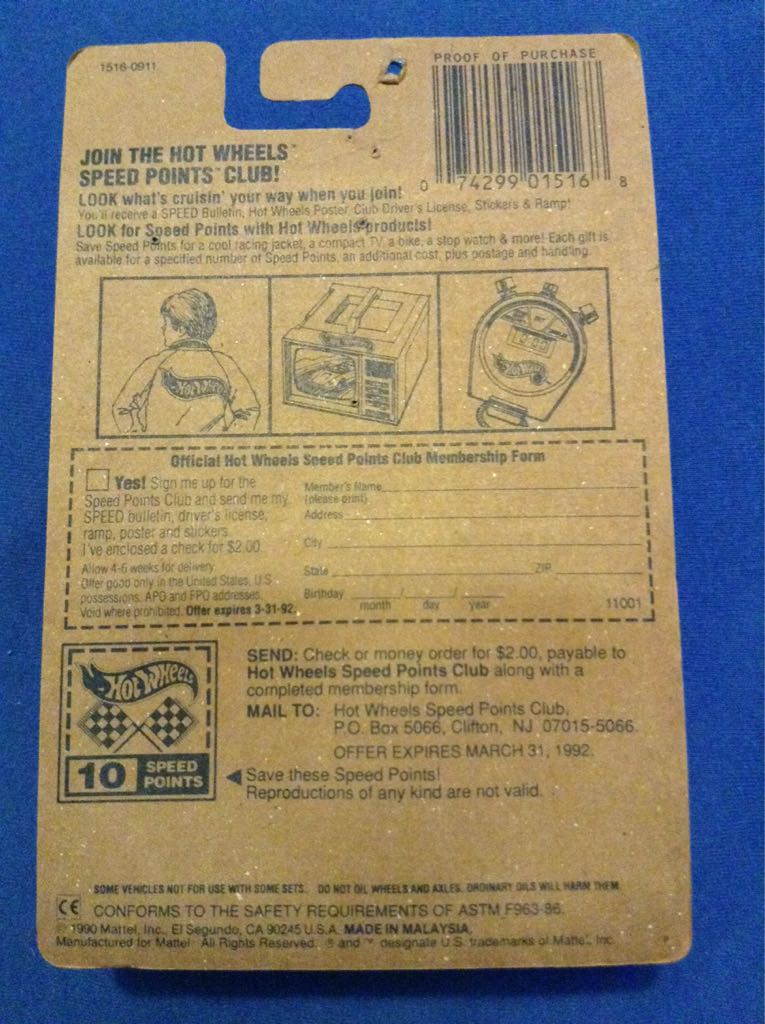 1516-0911
PROOF OF PURCHASE
0 74299 01516 8
JOIN THE HOT WHEELS™
SPEED POINTS™ CLUB!
LOOK what's cruisin' your way when you join!
You'll receive a SPEED Bulletin, Hot Wheels Poster, Club Driver's License, Stickers & Ramp!
LOOK for Speed Points with Hot Wheels products!
Save Speed Points for a cool racing jacket, a compact TV, a bike, a stop watch & more! Each gift is
available for a specified number of Speed Points, an additional cost, plus postage and handling.
Hot Wheels
Hot Wheels
Official Hot Wheels Speed Points Club Membership Form
Yes! Sign me up for the
Speed Points Club and send me my
SPEED bulletin, driver's license,
ramp, poster and stickers.
I've enclosed a check for $2.00.
Allow 4-6 weeks for delivery.
Offer good only in the United States, U.S.
possessions, APO and FPO addresses.
Void where prohibited. Offer expires 3-31-92.
Member's Name
(please print)
Address
City
State ZIP
Birthday / /
month day year
11001
HOT WHEELS
10 SPEED
POINTS
SEND: Check or money order for $2.00, payable to
Hot Wheels Speed Points Club along with a
completed membership form.
MAIL TO: Hot Wheels Speed Points Club,
P.O. Box 5066, Clifton, NJ 07015-5066.
OFFER EXPIRES MARCH 31, 1992.
Save these Speed Points!
Reproductions of any kind are not valid.
SOME VEHICLES NOT FOR USE WITH SOME SETS. DO NOT OIL WHEELS AND AXLES. ORDINARY OILS WILL HARM THEM.
CE CONFORMS TO THE SAFETY REQUIREMENTS OF ASTM F963-86.
© 1990 Mattel, Inc., El Segundo, CA 90245 U.S.A. MADE IN MALAYSIA.
Manufactured for Mattel. All Rights Reserved. ® and ™ designate U.S. trademarks of Mattel, Inc.